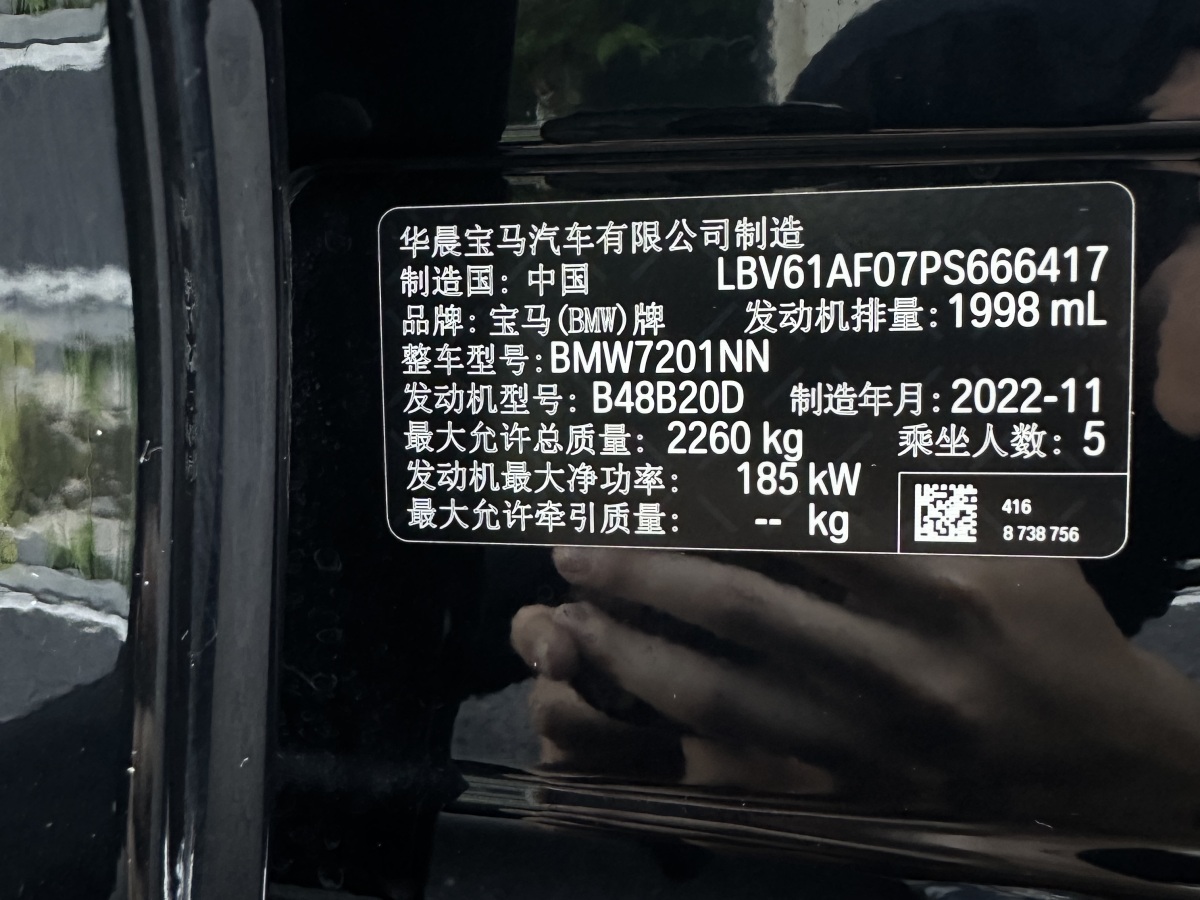 华晨宝马汽车有限公司制造
制造国：中国 LBV61AF07PS666417
品牌：宝马(BMW)牌 发动机排量：1998 mL
整车型号：BMW7201NN
发动机型号：B48B20D 制造年月：2022-11
最大允许总质量：2260 kg 乘坐人数：5
发动机最大净功率：185 kW
最大允许牵引质量：-- kg
416
8 738 756